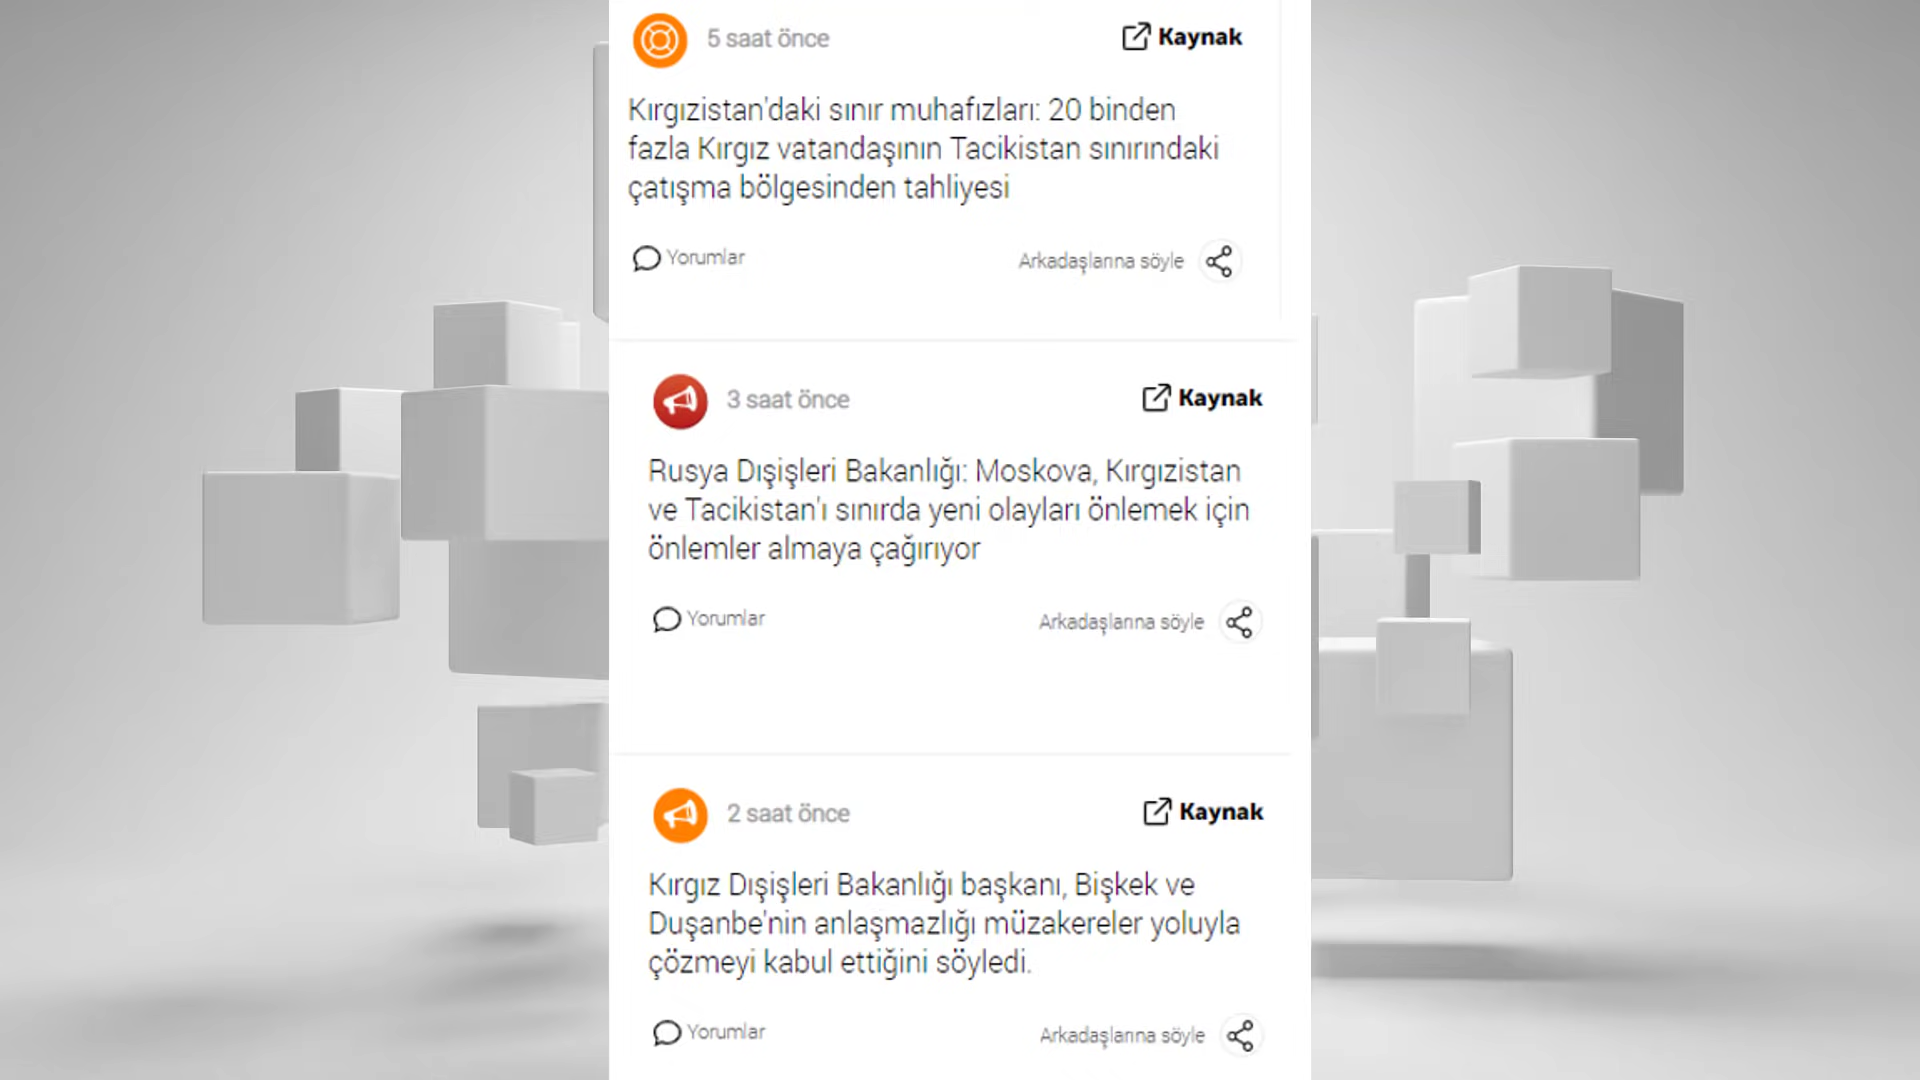 5 saat önce
Kaynak
Kırgızistan'daki sınır muhafızları: 20 binden
fazla Kırgız vatandaşının Tacikistan sınırındaki
çatışma bölgesinden tahliyesi
Yorumlar
Arkadaşlarına söyle
3 saat önce
Kaynak
Rusya Dışişleri Bakanlığı: Moskova, Kırgızistan
ve Tacikistan'ı sınırda yeni olayları önlemek için
önlemler almaya çağırıyor
Yorumlar
Arkadaşlarına söyle
2 saat önce
Kaynak
Kırgız Dışişleri Bakanlığı başkanı, Bişkek ve
Duşanbe'nin anlaşmazlığı müzakereler yoluyla
çözmeyi kabul ettiğini söyledi.
Yorumlar
Arkadaşlarına söyle